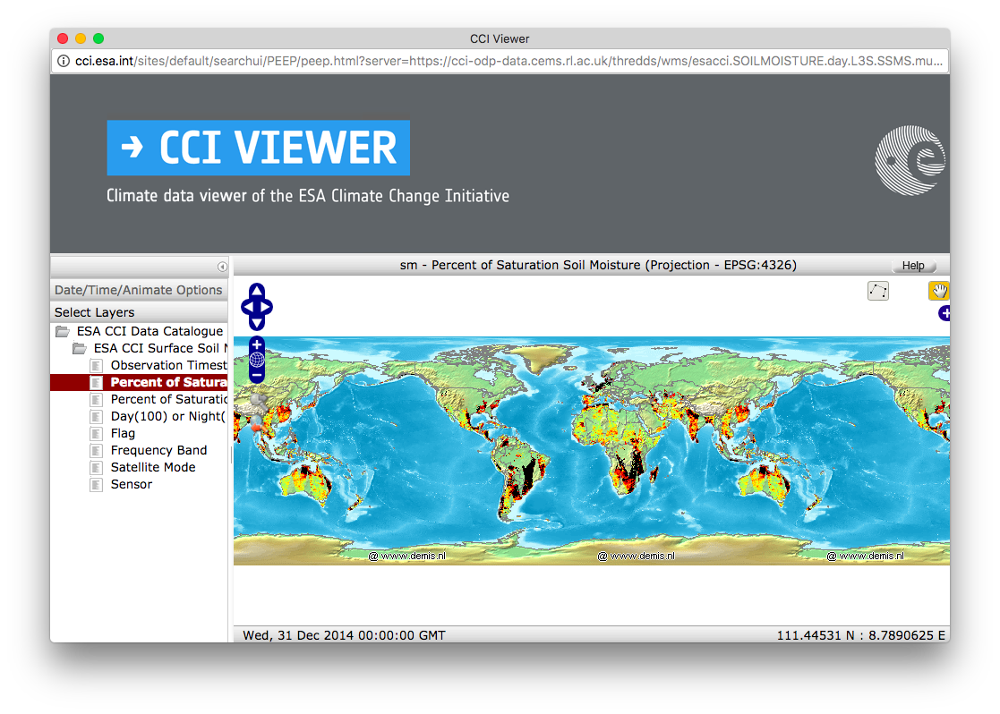 CCI Viewer
cci.esa.int/sites/default/searchui/PEEP/peep.html?server=https://cci-odp-data.cems.rl.ac.uk/thredds/wms/esacci.SOILMOISTURE.day.L3S.SSMS.mu...
→ CCI VIEWER
Climate data viewer of the ESA Climate Change Initiative
sm - Percent of Saturation Soil Moisture (Projection - EPSG:4326)
Help
Date/Time/Animate Options
Select Layers
ESA CCI Data Catalogue
ESA CCI Surface Soil M
Observation Timest
Percent of Satura
Percent of Saturatio
Day(100) or Night(
Flag
Frequency Band
Satellite Mode
Sensor
@ www.demis.nl
@ www.demis.nl
@ www.demis.nl
Wed, 31 Dec 2014 00:00:00 GMT
111.44531 N : 8.7890625 E